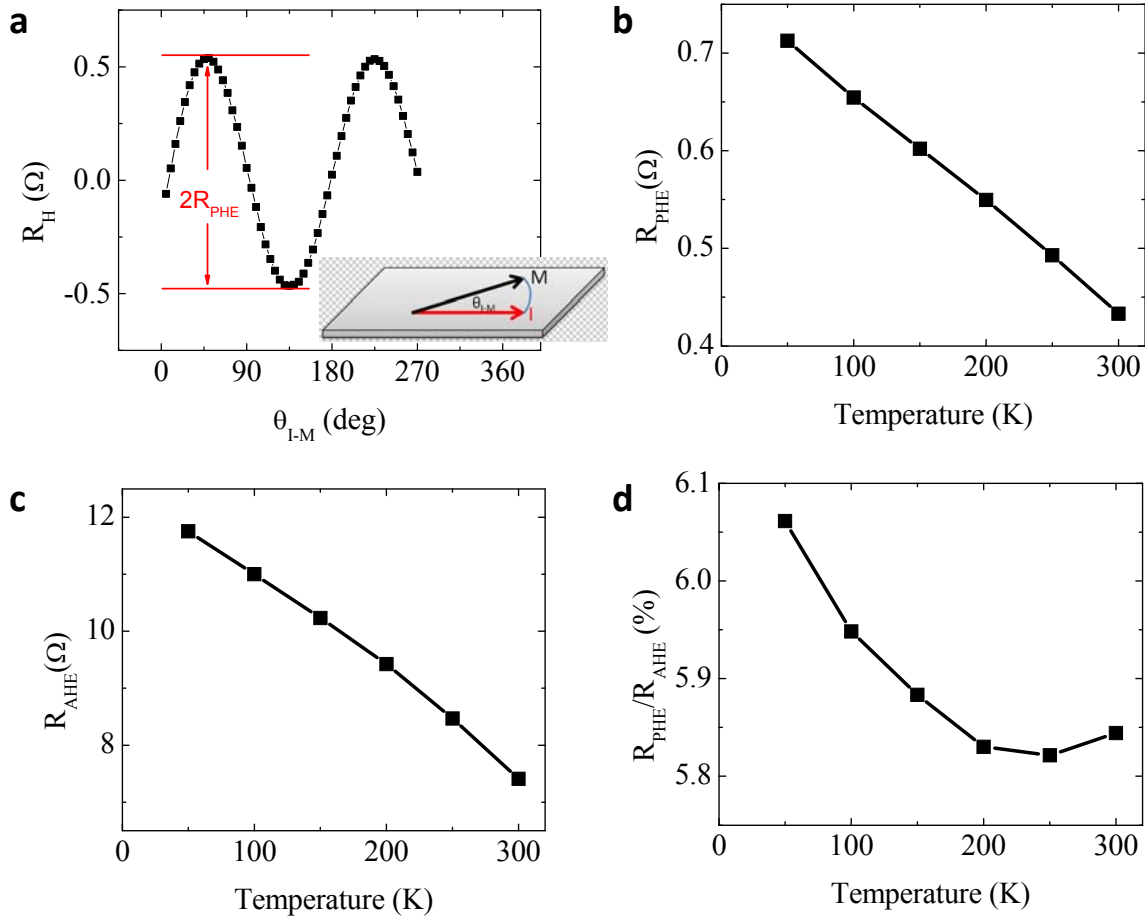 a
R_H (Ω)
0.5
0.0
-0.5
2R_PHE
M
θ_I-M
I
0 90 180 270 360
θ_I-M (deg)
b
R_PHE(Ω)
0.7
0.6
0.5
0.4
0 100 200 300
Temperature (K)
c
R_AHE(Ω)
12
10
8
0 100 200 300
Temperature (K)
d
R_PHE/R_AHE (%)
6.1
6.0
5.9
5.8
0 100 200 300
Temperature (K)